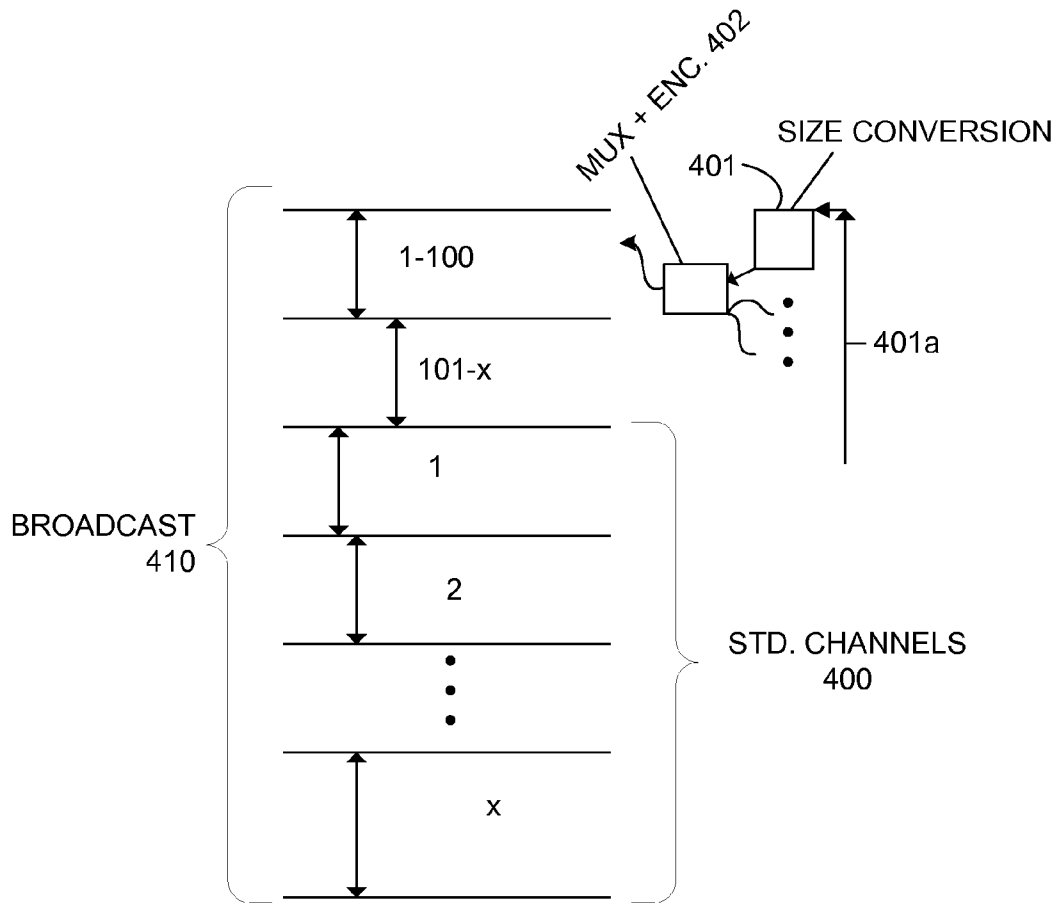 MUX + ENC. 402
SIZE CONVERSION
401
1-100
401a
101-x
1
BROADCAST
410
2
STD. CHANNELS
400
x